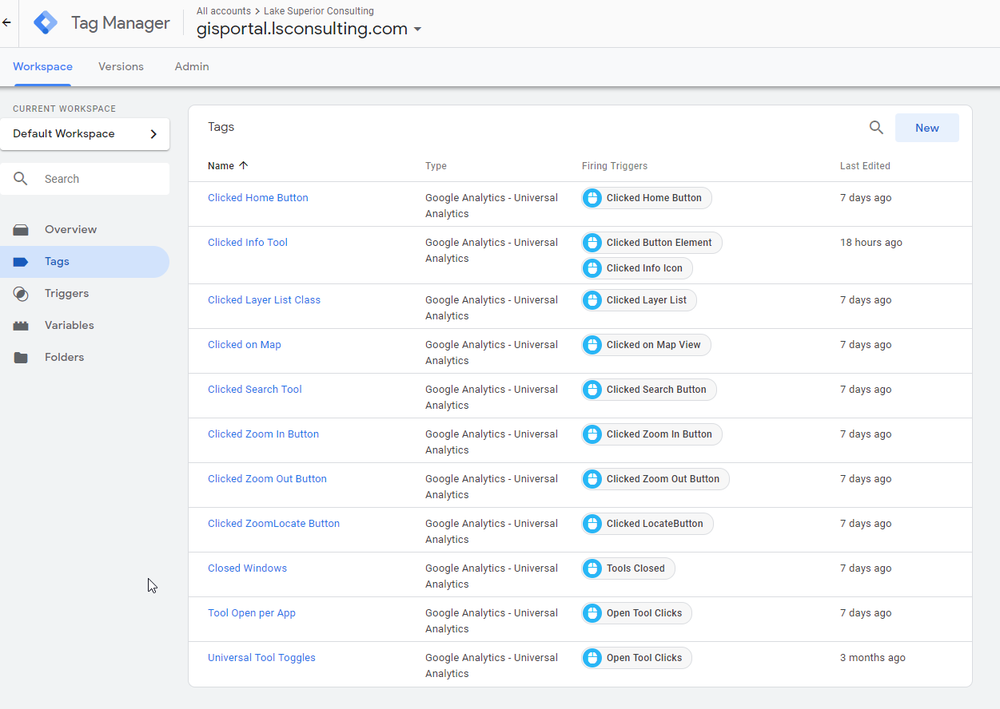 All accounts > Lake Superior Consulting
Tag Manager
gisportal.lsconsulting.com
Workspace Versions Admin
CURRENT WORKSPACE
Default Workspace
Search
Overview
Tags
Triggers
Variables
Folders
Tags
New
Name Type Firing Triggers Last Edited
Clicked Home Button Google Analytics - Universal Clicked Home Button 7 days ago
Analytics
Clicked Info Tool Google Analytics - Universal Clicked Button Element 18 hours ago
Analytics Clicked Info Icon
Clicked Layer List Class Google Analytics - Universal Clicked Layer List 7 days ago
Analytics
Clicked on Map Google Analytics - Universal Clicked on Map View 7 days ago
Analytics
Clicked Search Tool Google Analytics - Universal Clicked Search Button 7 days ago
Analytics
Clicked Zoom In Button Google Analytics - Universal Clicked Zoom In Button 7 days ago
Analytics
Clicked Zoom Out Button Google Analytics - Universal Clicked Zoom Out Button 7 days ago
Analytics
Clicked ZoomLocate Button Google Analytics - Universal Clicked LocateButton 7 days ago
Analytics
Closed Windows Google Analytics - Universal Tools Closed 7 days ago
Analytics
Tool Open per App Google Analytics - Universal Open Tool Clicks 7 days ago
Analytics
Universal Tool Toggles Google Analytics - Universal Open Tool Clicks 3 months ago
Analytics